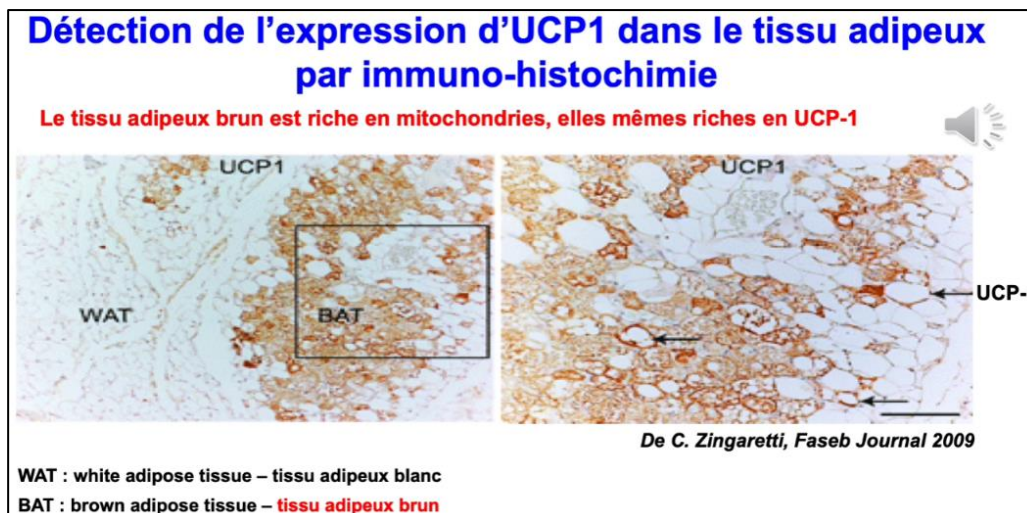 Détection de l’expression d’UCP1 dans le tissu adipeux
par immuno-histochimie
Le tissu adipeux brun est riche en mitochondries, elles mêmes riches en UCP-1
UCP1
WAT
BAT
UCP1
UCP-
De C. Zingaretti, Faseb Journal 2009
WAT : white adipose tissue – tissu adipeux blanc
BAT : brown adipose tissue – tissu adipeux brun